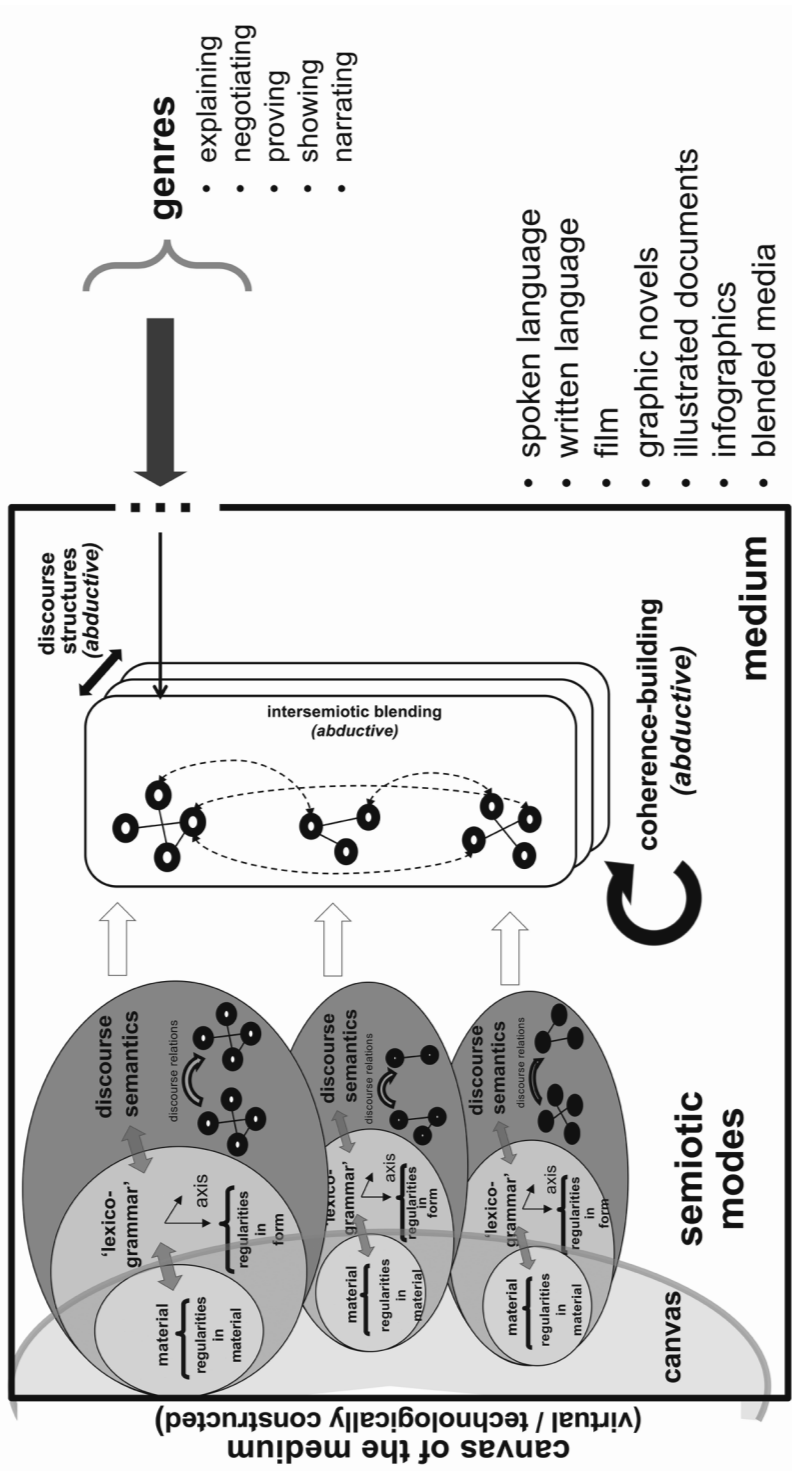 canvas of the medium
(virtual / technologically constructed)
canvas
material
regularities
in
material
'lexico-
grammar'
axis
regularities
in
form
discourse
semantics
discourse relations
material
regularities
in
material
'lexico-
grammar'
axis
regularities
in
form
discourse
semantics
discourse relations
material
regularities
in
material
'lexico-
grammar'
axis
regularities
in
form
discourse
semantics
discourse relations
semiotic
modes
intersemiotic blending
(abductive)
discourse
structures
(abductive)
coherence-building
(abductive)
medium
genres
• explaining
• negotiating
• proving
• showing
• narrating
• spoken language
• written language
• film
• graphic novels
• illustrated documents
• infographics
• blended media